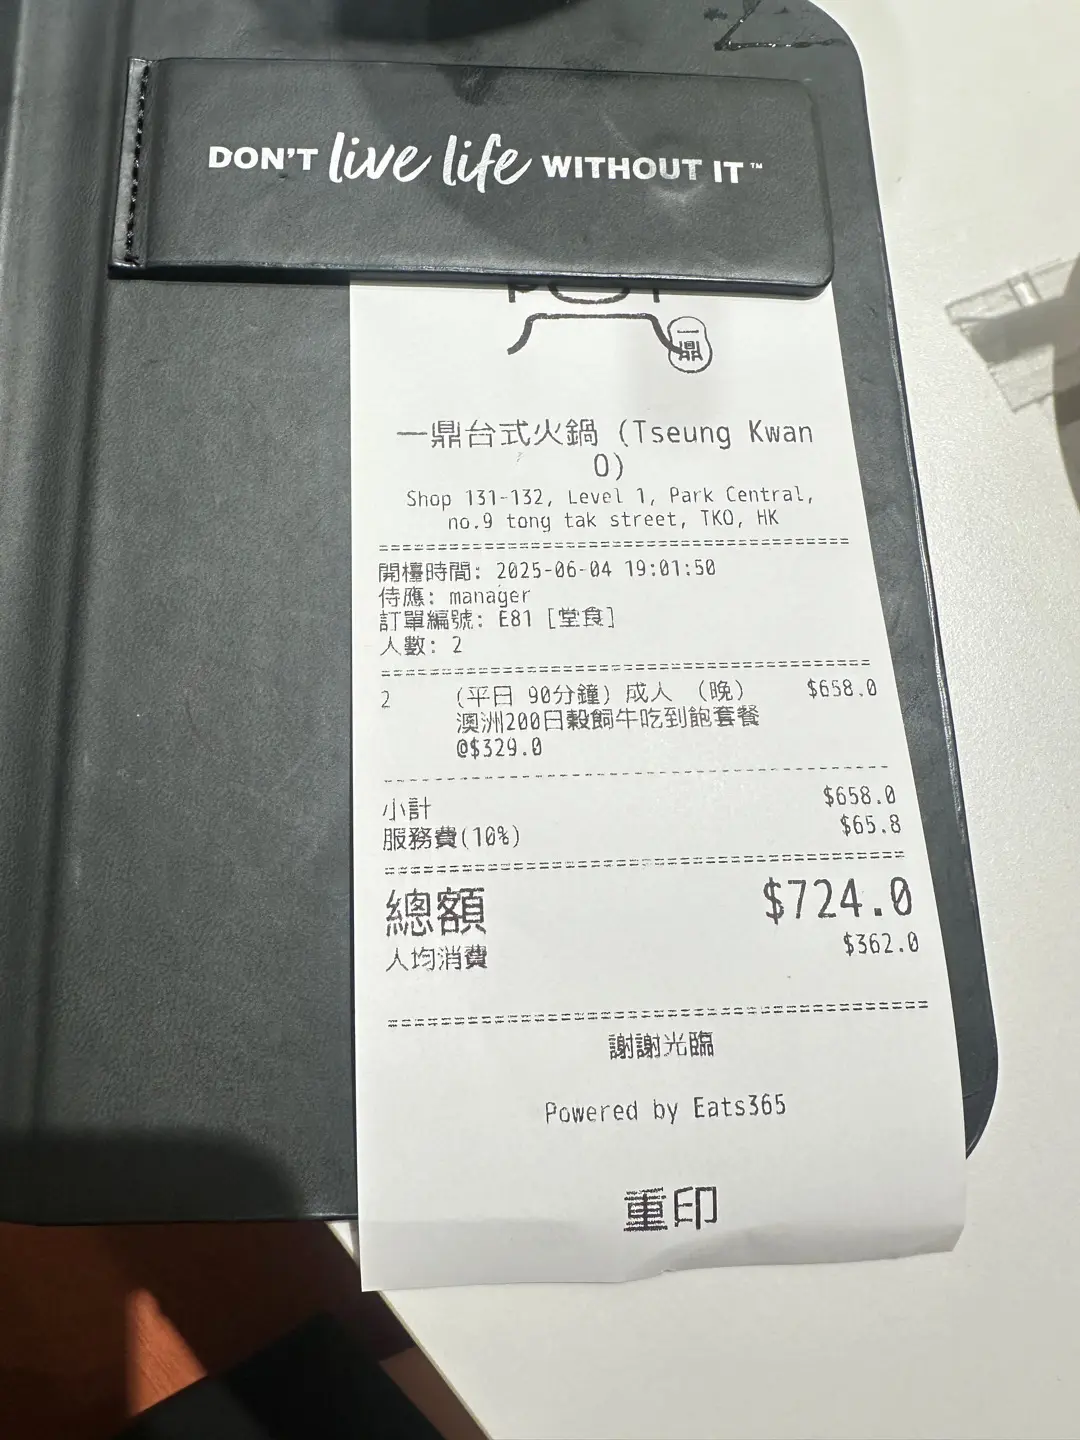 DON'T live life WITHOUT IT™
一鼎
一鼎台式火鍋 (Tseung Kwan
O)
Shop 131-132, Level 1, Park Central,
no.9 tong tak street, TKO, HK
開檯時間: 2025-06-04 19:01:50
侍應: manager
訂單編號: E81 [堂食]
人數: 2
2 (平日 90分鐘) 成人 (晚) $658.0
澳洲200日穀飼牛吃到飽套餐
@$329.0
小計 $658.0
服務費(10%) $65.8
總額 $724.0
人均消費 $362.0
謝謝光臨
Powered by Eats365
重印